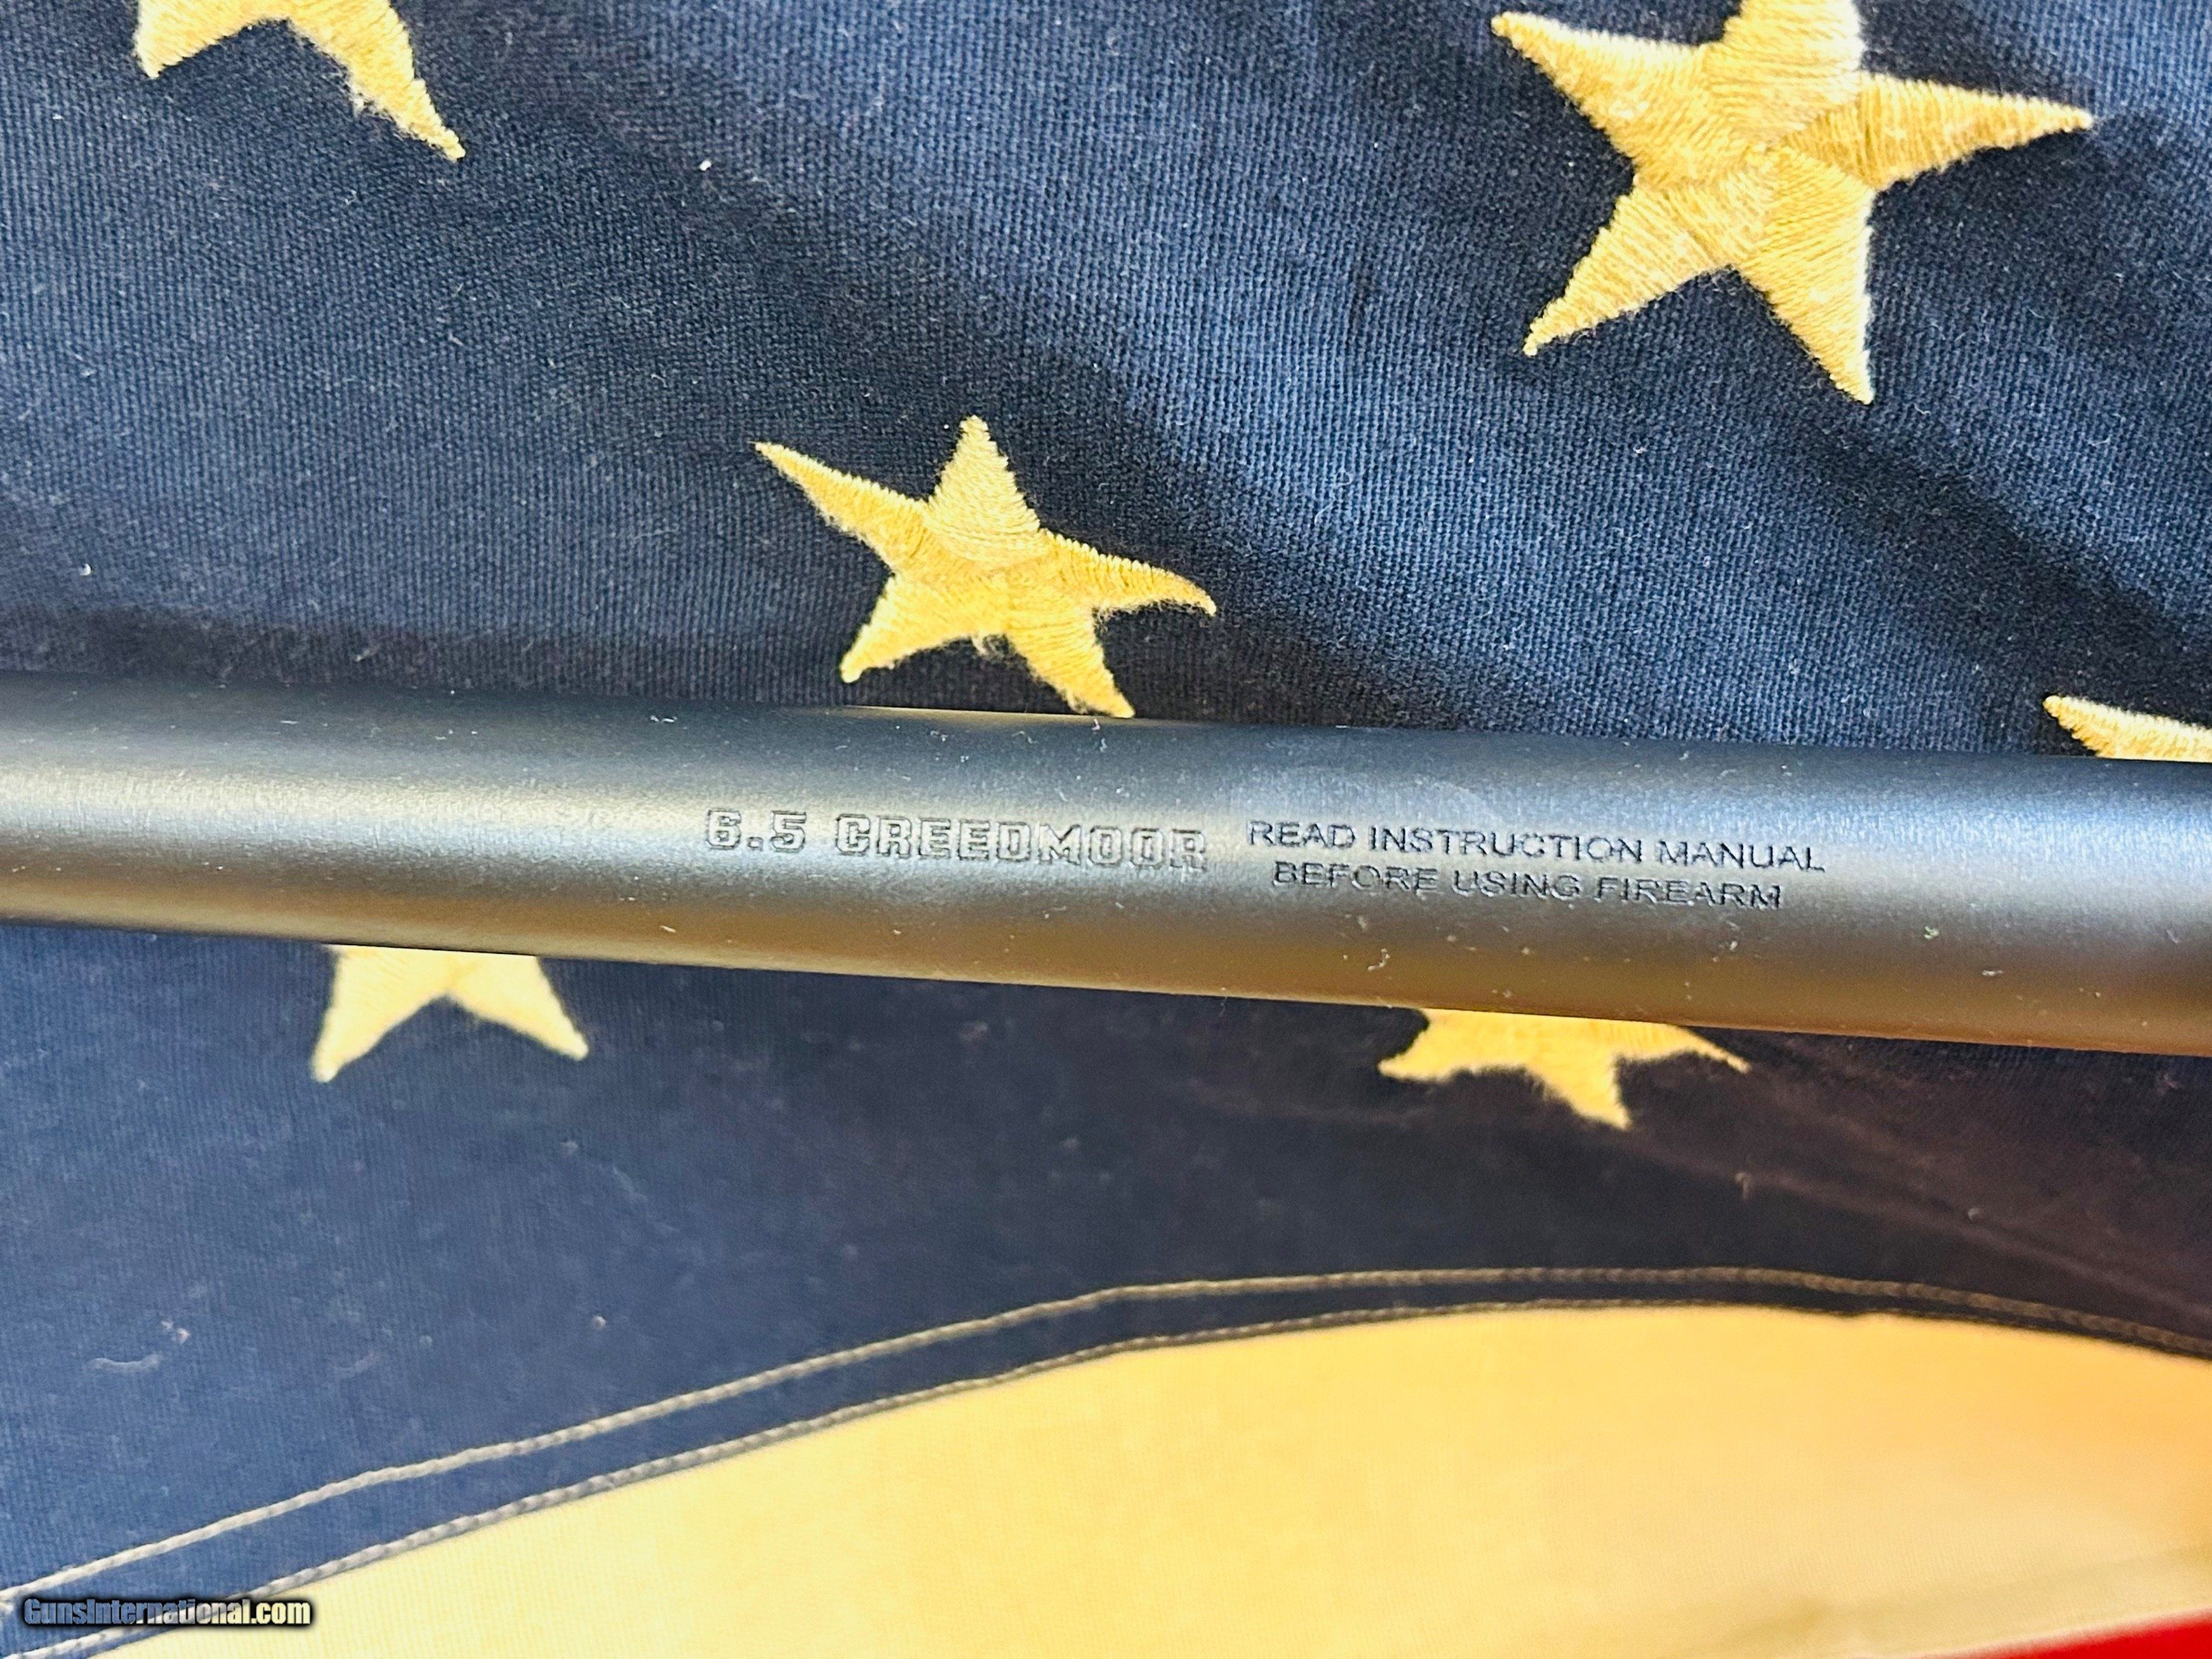 6.5 CREEDMOOR
READ INSTRUCTION MANUAL
BEFORE USING FIREARM
GunsInternational.com